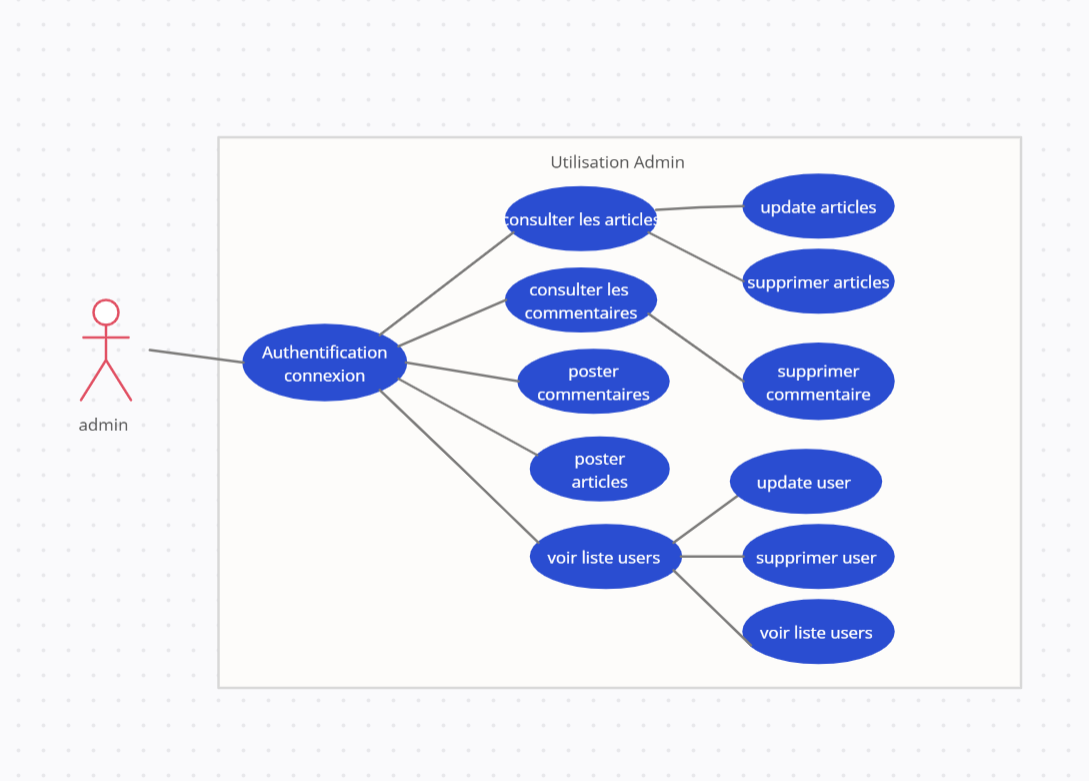 Utilisation Admin
consulter les articles
update articles
supprimer articles
consulter les
commentaires
Authentification
connexion
poster
commentaires
supprimer
commentaire
admin
poster
articles
update user
voir liste users
supprimer user
voir liste users